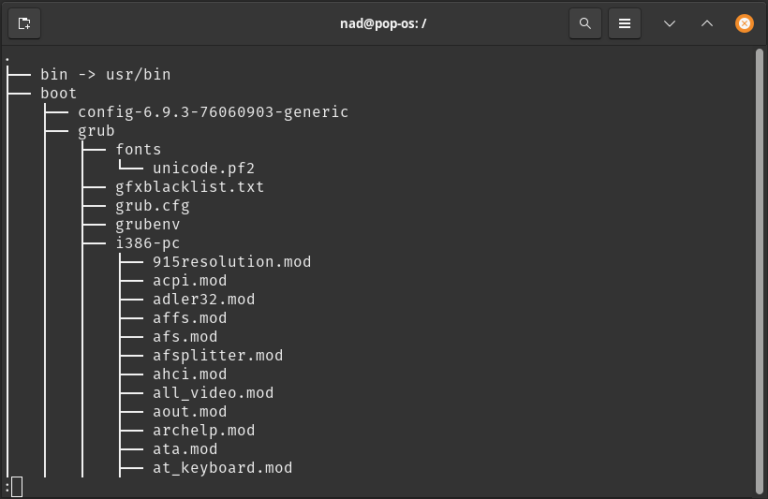 nad@pop-os: /
.
├── bin -> usr/bin
├── boot
│   ├── config-6.9.3-76060903-generic
│   ├── grub
│   │   ├── fonts
│   │   │   └── unicode.pf2
│   │   ├── gfxblacklist.txt
│   │   ├── grub.cfg
│   │   ├── grubenv
│   │   ├── i386-pc
│   │   │   ├── 915resolution.mod
│   │   │   ├── acpi.mod
│   │   │   ├── adler32.mod
│   │   │   ├── affs.mod
│   │   │   ├── afs.mod
│   │   │   ├── afsplitter.mod
│   │   │   ├── ahci.mod
│   │   │   ├── all_video.mod
│   │   │   ├── aout.mod
│   │   │   ├── archelp.mod
│   │   │   ├── ata.mod
│   │   │   ├── at_keyboard.mod
: